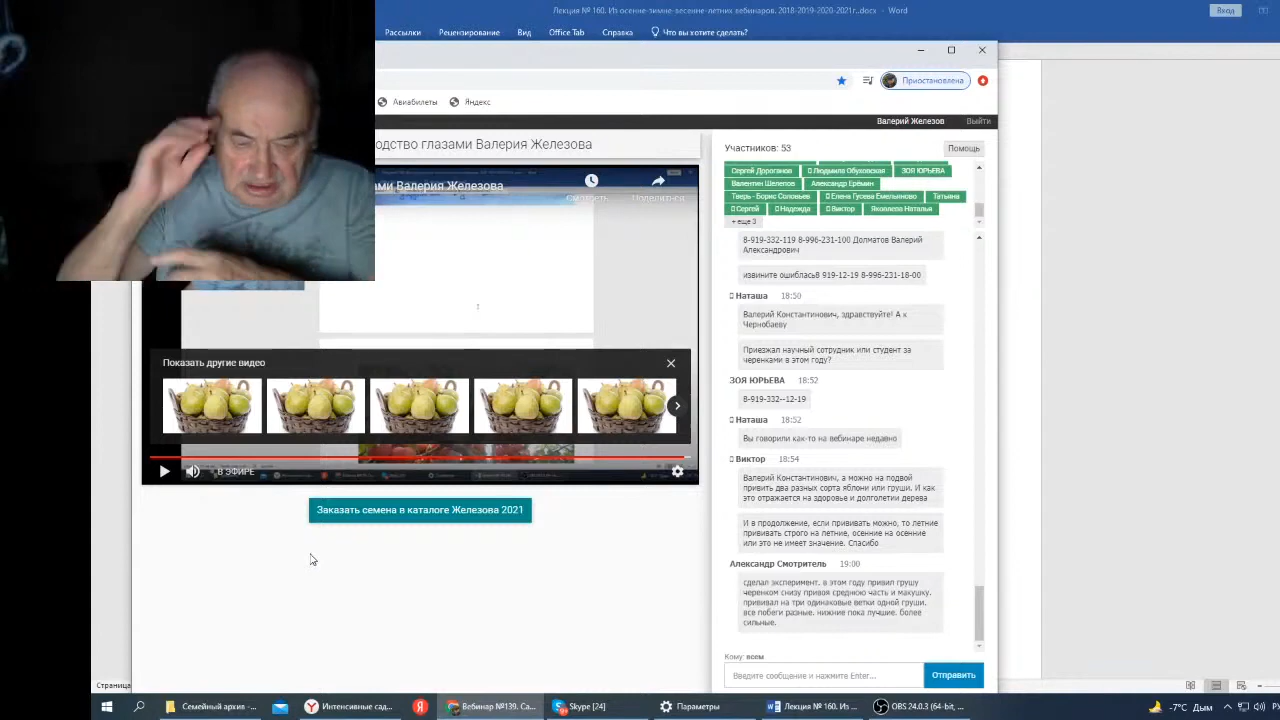 Лекция № 160. Из осенне-зимне-весенне-летних вебинаров. 2018-2019-2020-2021г..docx - Word
Вход
Рассылки
Рецензирование
Вид
Office Tab
Справка
Что вы хотите сделать?
Приостановлена
Авиабилеты
Яндекс
Валерий Железов
Выйти
одство глазами Валерия Железова
Участников: 53
Помощь
ами Валерия Железова
Смотреть...
Поделиться
Сергей Дороганов
Людмила Обуховская
ЗОЯ ЮРЬЕВА
Валентин Шелепов
Александр Ерёмин
Тверь - Борис Соловьев
Елена Гусева Емельяново
Татьяна
Сергей
Надежда
Виктор
Яковлева Наталья
+ еще 3
8-919-332-119 8-996-231-100 Долматов Валерий
Александрович
извините ошиблась8 919-12-19 8-996-231-18-00
Наташа 18:50
Валерий Константинович, здравствуйте! А к
Чернобаеву
Приезжал научный сотрудник или студент за
черенками в этом году?
ЗОЯ ЮРЬЕВА 18:52
8-919-332--12-19
Наташа 18:52
Вы говорили как-то на вебинаре недавно
Виктор 18:54
Валерий Константинович, а можно на подвой
привить два разных сорта яблони или груши. И как
это отражается на здоровье и долголетии дерева
И в продолжение, если прививать можно, то летние
прививать строго на летние, осенние на осенние
или это не имеет значение. Спасибо
Александр Смотритель 19:00
сделал эксперимент. в этом году привил грушу
черенком снизу привоя среднюю часть и макушку.
прививал на три одинаковые ветки одной груши.
все побеги разные. нижние пока лучшие. более
сильные.
Показать другие видео
В ЭФИРЕ
Заказать семена в каталоге Железова 2021
Кому: всем
Введите сообщение и нажмите Enter...
Отправить
Страница
Семейный архив - ...
Интенсивные сад...
Вебинар №139. Са...
Skype [24]
Параметры
Лекция № 160. Из ...
OBS 24.0.3 (64-bit, ...
-7°C Дым